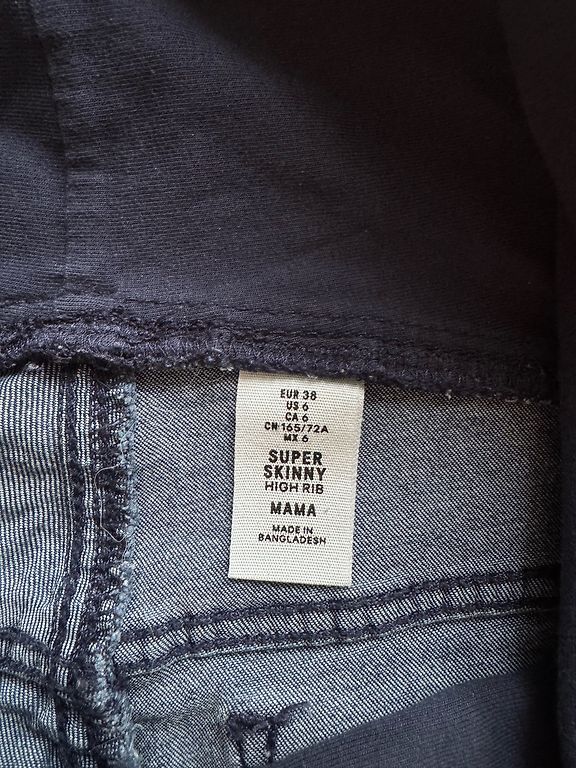 EUR 38
US 6
CA 6
CN 165/72A
MX 6
SUPER
SKINNY
HIGH RIB
MAMA
MADE IN
BANGLADESH